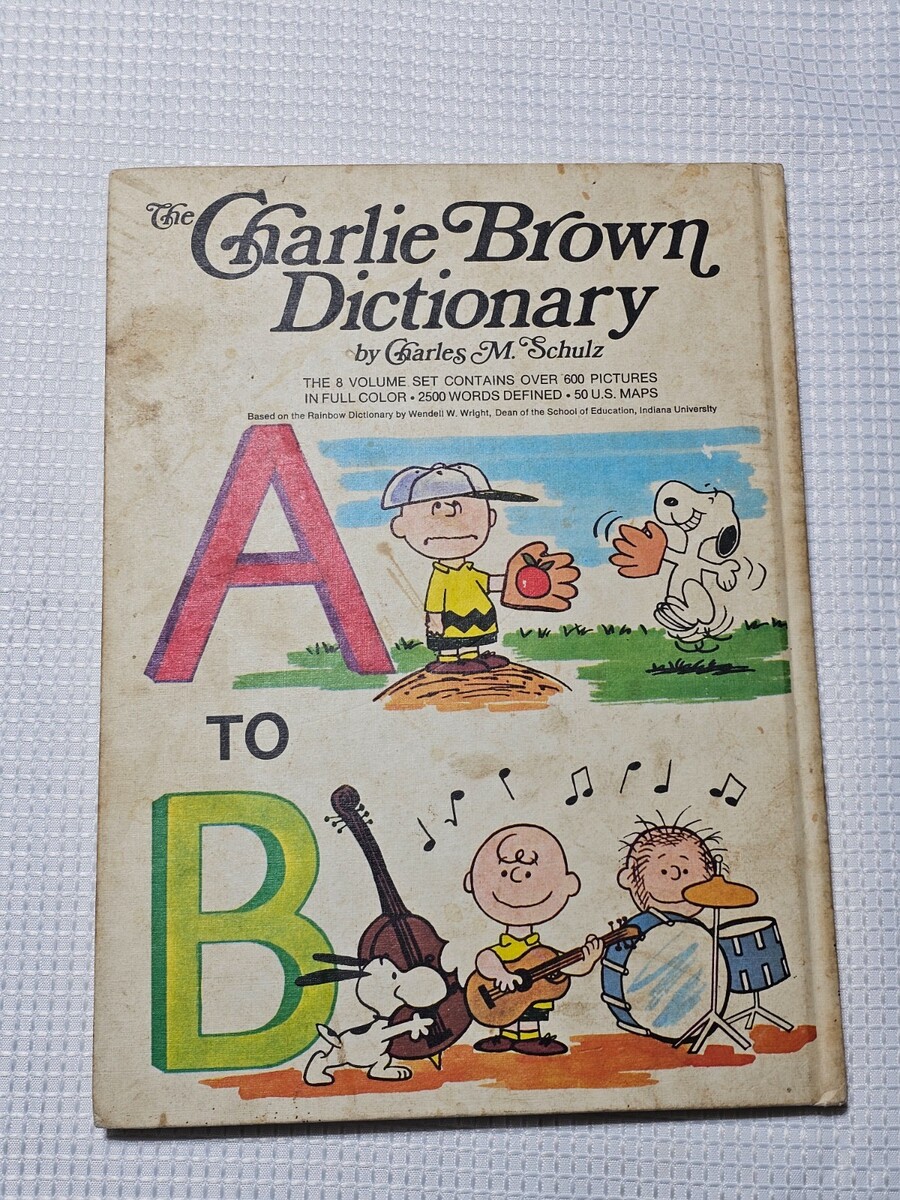 The Charlie Brown
Dictionary
by Charles M. Schulz
THE 8 VOLUME SET CONTAINS OVER 600 PICTURES
IN FULL COLOR • 2500 WORDS DEFINED • 50 U.S. MAPS
Based on the Rainbow Dictionary by Wendell W. Wright, Dean of the School of Education, Indiana University
A
TO
B